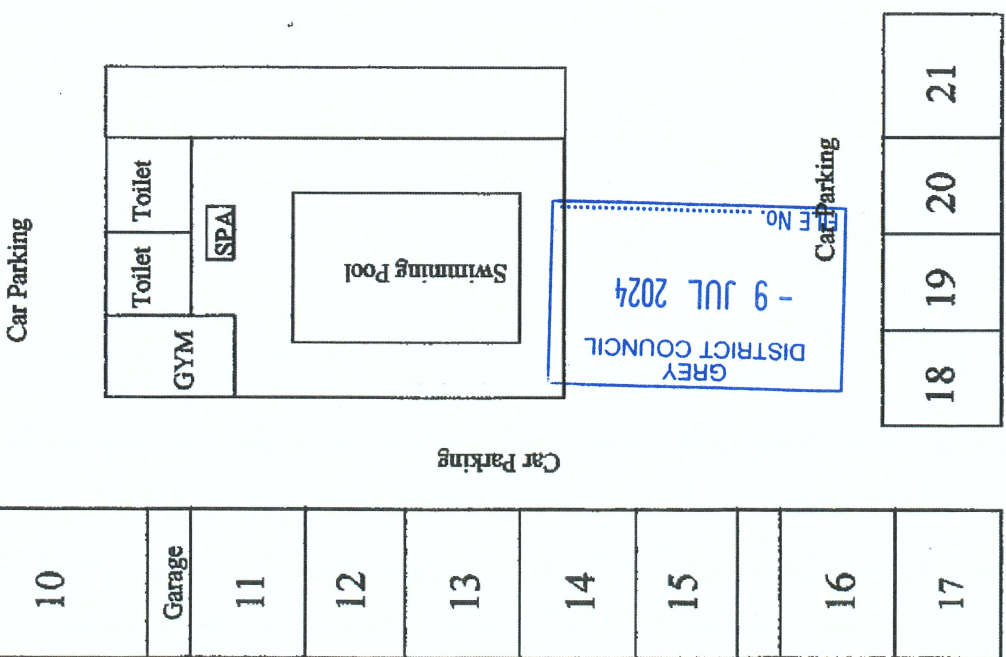 Car Parking
Toilet
Toilet
SPA
GYM
Swimming Pool
Car Parking
GREY
DISTRICT COUNCIL
- 9 JUL 2024
FILE No. ........................
Car Parking
21
20
19
18
10
Garage
11
12
13
14
15
16
17